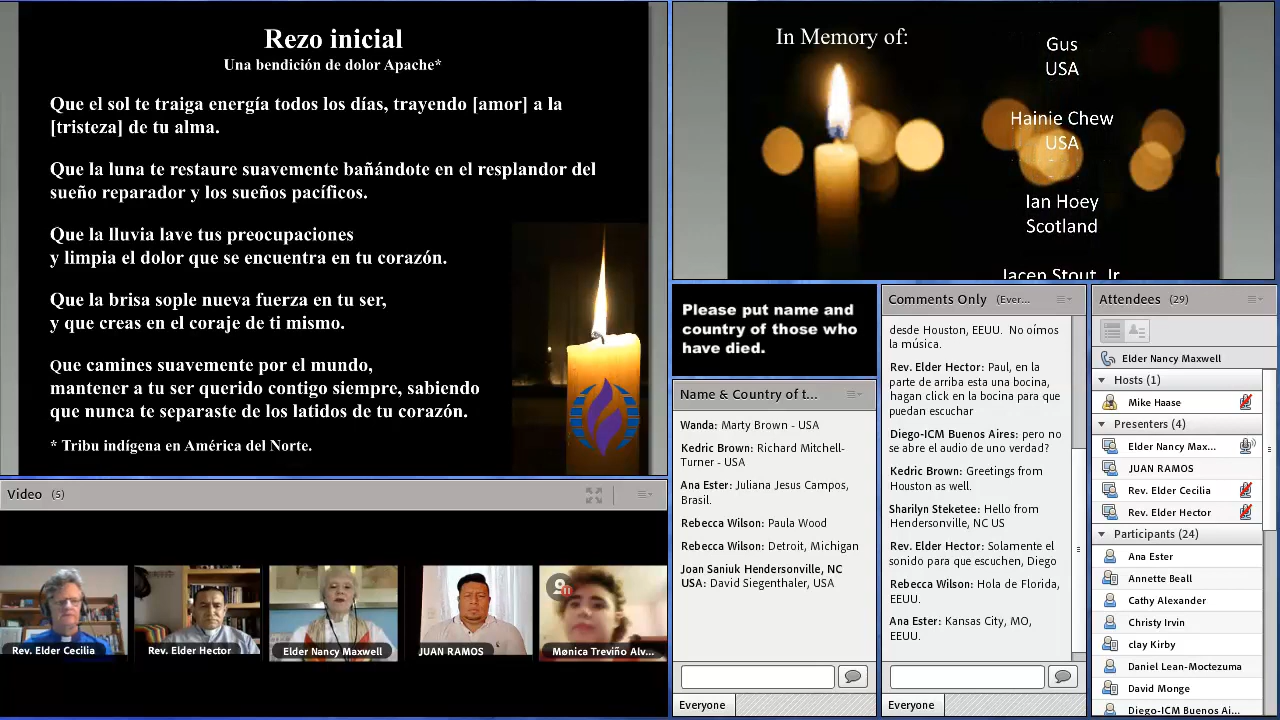 Rezo inicial
Una bendición de dolor Apache*
Que el sol te traiga energía todos los días, trayendo [amor] a la
[tristeza] de tu alma.
Que la luna te restaure suavemente bañándote en el resplandor del
sueño reparador y los sueños pacíficos.
Que la lluvia lave tus preocupaciones
y limpia el dolor que se encuentra en tu corazón.
Que la brisa sople nueva fuerza en tu ser,
y que creas en el coraje de ti mismo.
Que camines suavemente por el mundo,
mantener a tu ser querido contigo siempre, sabiendo
que nunca te separaste de los latidos de tu corazón.
* Tribu indígena en América del Norte.
In Memory of:
Gus
USA
Hainie Chew
USA
Ian Hoey
Scotland
Jacen Stout, Jr
Video (5)
Rev. Elder Cecilia
Rev. Elder Hector
Elder Nancy Maxwell
JUAN RAMOS
Mønica Treviño Alv...
Please put name and
country of those who
have died.
Name & Country of t...
Wanda: Marty Brown - USA
Kedric Brown: Richard Mitchell-
Turner - USA
Ana Ester: Juliana Jesus Campos,
Brasil.
Rebecca Wilson: Paula Wood
Rebecca Wilson: Detroit, Michigan
Joan Saniuk Hendersonville, NC
USA: David Siegenthaler, USA
Everyone
Comments Only (Ever...
desde Houston, EEUU. No oímos
la música.
Rev. Elder Hector: Paul, en la
parte de arriba esta una bocina,
hagan click en la bocina para que
puedan escuchar
Diego-ICM Buenos Aires: pero no
se abre el audio de uno verdad?
Kedric Brown: Greetings from
Houston as well.
Sharilyn Steketee: Hello from
Hendersonville, NC US
Rev. Elder Hector: Solamente el
sonido para que escuchen, Diego
Rebecca Wilson: Hola de Florida,
EEUU.
Ana Ester: Kansas City, MO,
EEUU.
Everyone
Attendees (29)
Elder Nancy Maxwell
Hosts (1)
Mike Haase
Presenters (4)
Elder Nancy Max...
JUAN RAMOS
Rev. Elder Cecilia
Rev. Elder Hector
Participants (24)
Ana Ester
Annette Beall
Cathy Alexander
Christy Irvin
clay Kirby
Daniel Lean-Moctezuma
David Monge
Diego-ICM Buenos Ai...